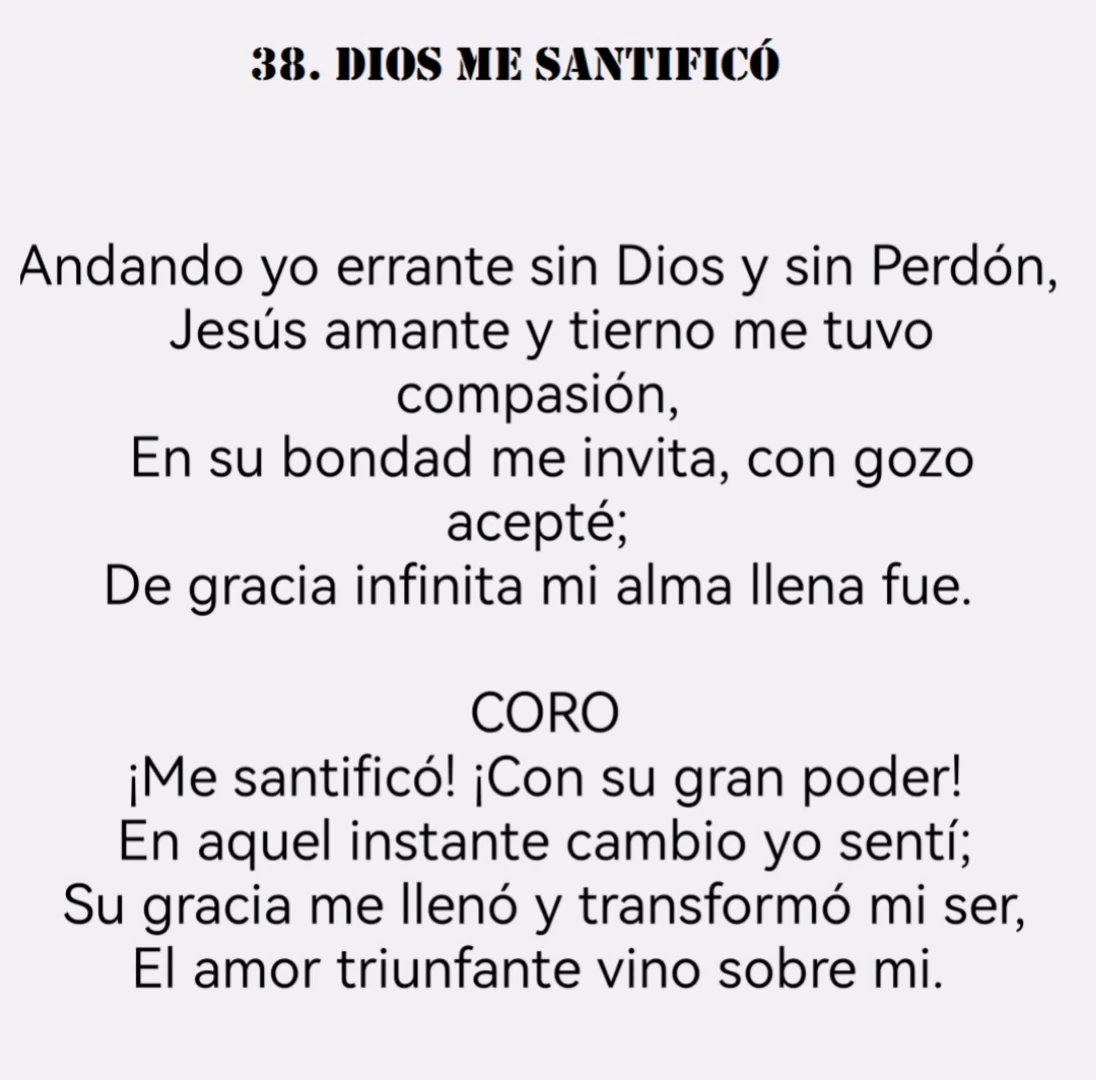 38. DIOS ME SANTIFICÓ
Andando yo errante sin Dios y sin Perdón,
Jesús amante y tierno me tuvo
compasión,
En su bondad me invita, con gozo
acepté;
De gracia infinita mi alma llena fue.
CORO
¡Me santificó! ¡Con su gran poder!
En aquel instante cambio yo sentí;
Su gracia me llenó y transformó mi ser,
El amor triunfante vino sobre mi.